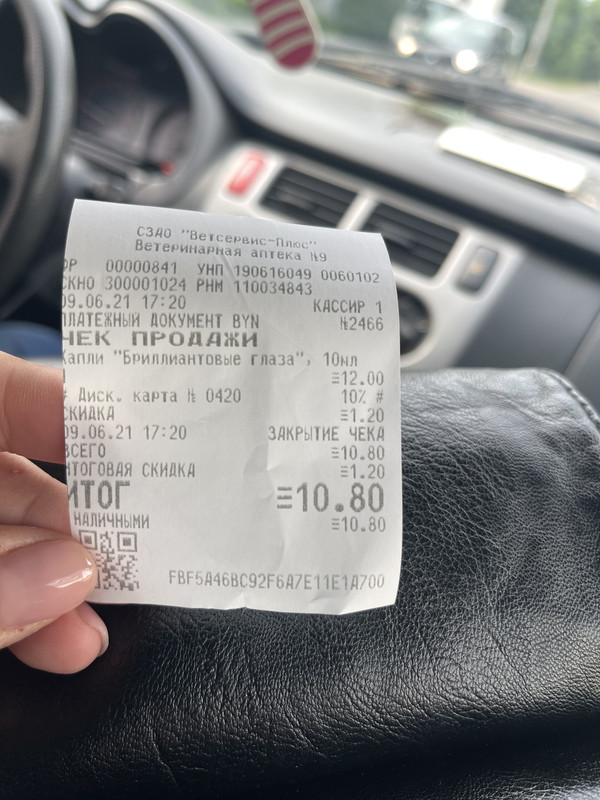 СЗАО "Ветсервис-Плюс"
Ветеринарная аптека №9
ОР 00000841 УНП 190616049 0060102
СКНО 300001024 РНМ 110034843
09.06.21 17:20 КАССИР 1
ПЛАТЕЖНЫЙ ДОКУМЕНТ BYN №2466
ЧЕК ПРОДАЖИ
Капли "Бриллиантовые глаза", 10мл
≡12.00
# Диск. карта № 0420 10% #
СКИДКА ≡1.20
09.06.21 17:20 ЗАКРЫТИЕ ЧЕКА
ВСЕГО ≡10.80
ИТОГОВАЯ СКИДКА ≡1.20
ИТОГ ≡10.80
НАЛИЧНЫМИ ≡10.80
FBF5A46BC92F6A7E11E1A700